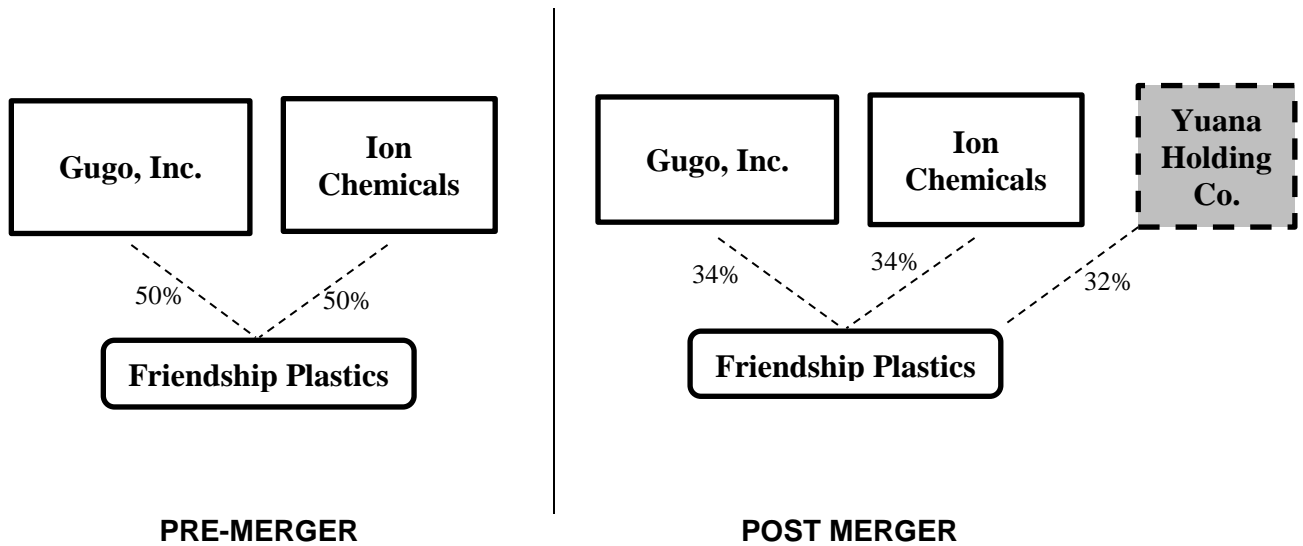 Gugo, Inc.
Ion
Chemicals
50%
50%
Friendship Plastics
PRE-MERGER
Gugo, Inc.
Ion
Chemicals
Yuana
Holding
Co.
34%
34%
32%
Friendship Plastics
POST MERGER